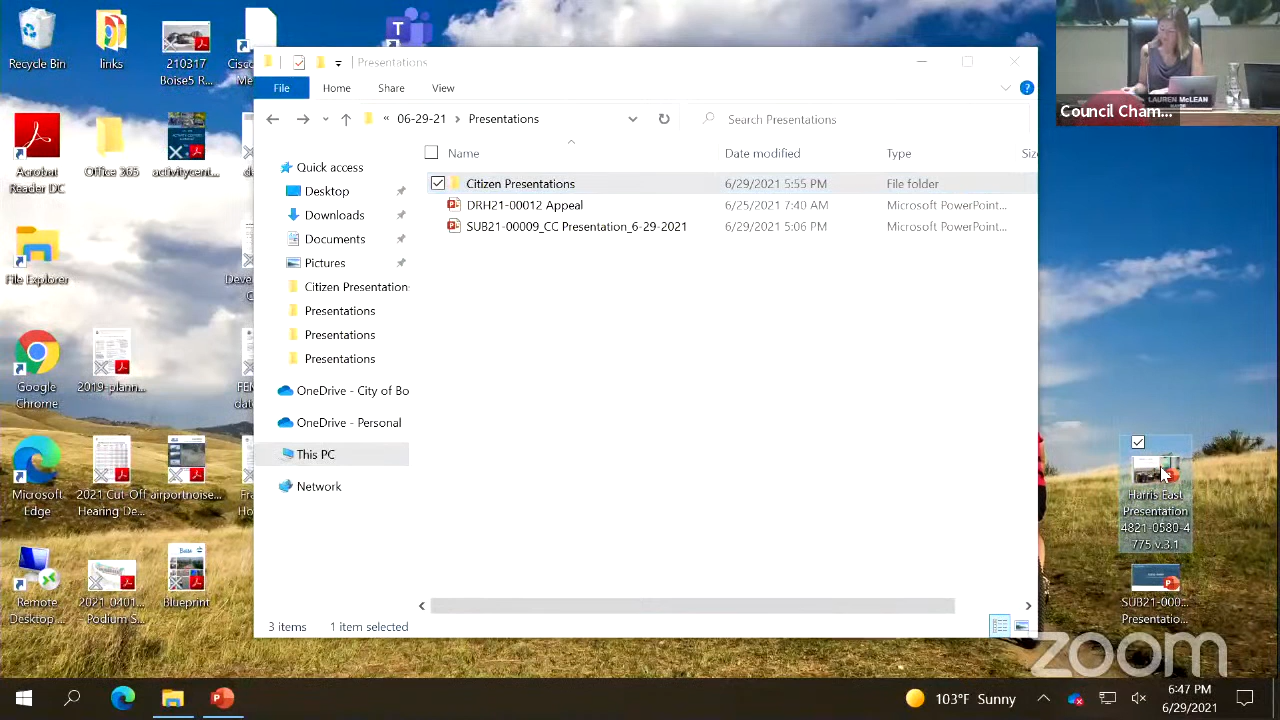 Recycle Bin
links
210317
Boise5 R...
Presentations
File
Home
Share
View
?
« 06-29-21 > Presentations
Search Presentations
Name
Date modified
Type
Quick access
Desktop
Downloads
Documents
Pictures
Citizen Presentation
Presentations
Presentations
Presentations
OneDrive - City of Bo
OneDrive - Personal
This PC
Network
Citizen Presentations
6/29/2021 5:55 PM
File folder
DRH21-00012 Appeal
6/25/2021 7:40 AM
Microsoft PowerPoint...
SUB21-00009_CC Presentation_6-29-2021
6/29/2021 5:06 PM
Microsoft PowerPoint...
3 items
1 item selected
LAUREN McLEAN
Council Cham...
Acrobat
Reader DC
Office 365
activitycent...
File Explorer
Google
Chrome
2019-plann...
Microsoft
Edge
2021 Cut-Off
Hearing De...
airportnoise...
Remote
Desktop ...
2021_0401...
- Podium S...
Blueprint
Harris East
Presentation
4821-0580-4
775 v.3.1
SUB21-000...
Presentatio...
zoom
103°F Sunny
6:47 PM
6/29/2021